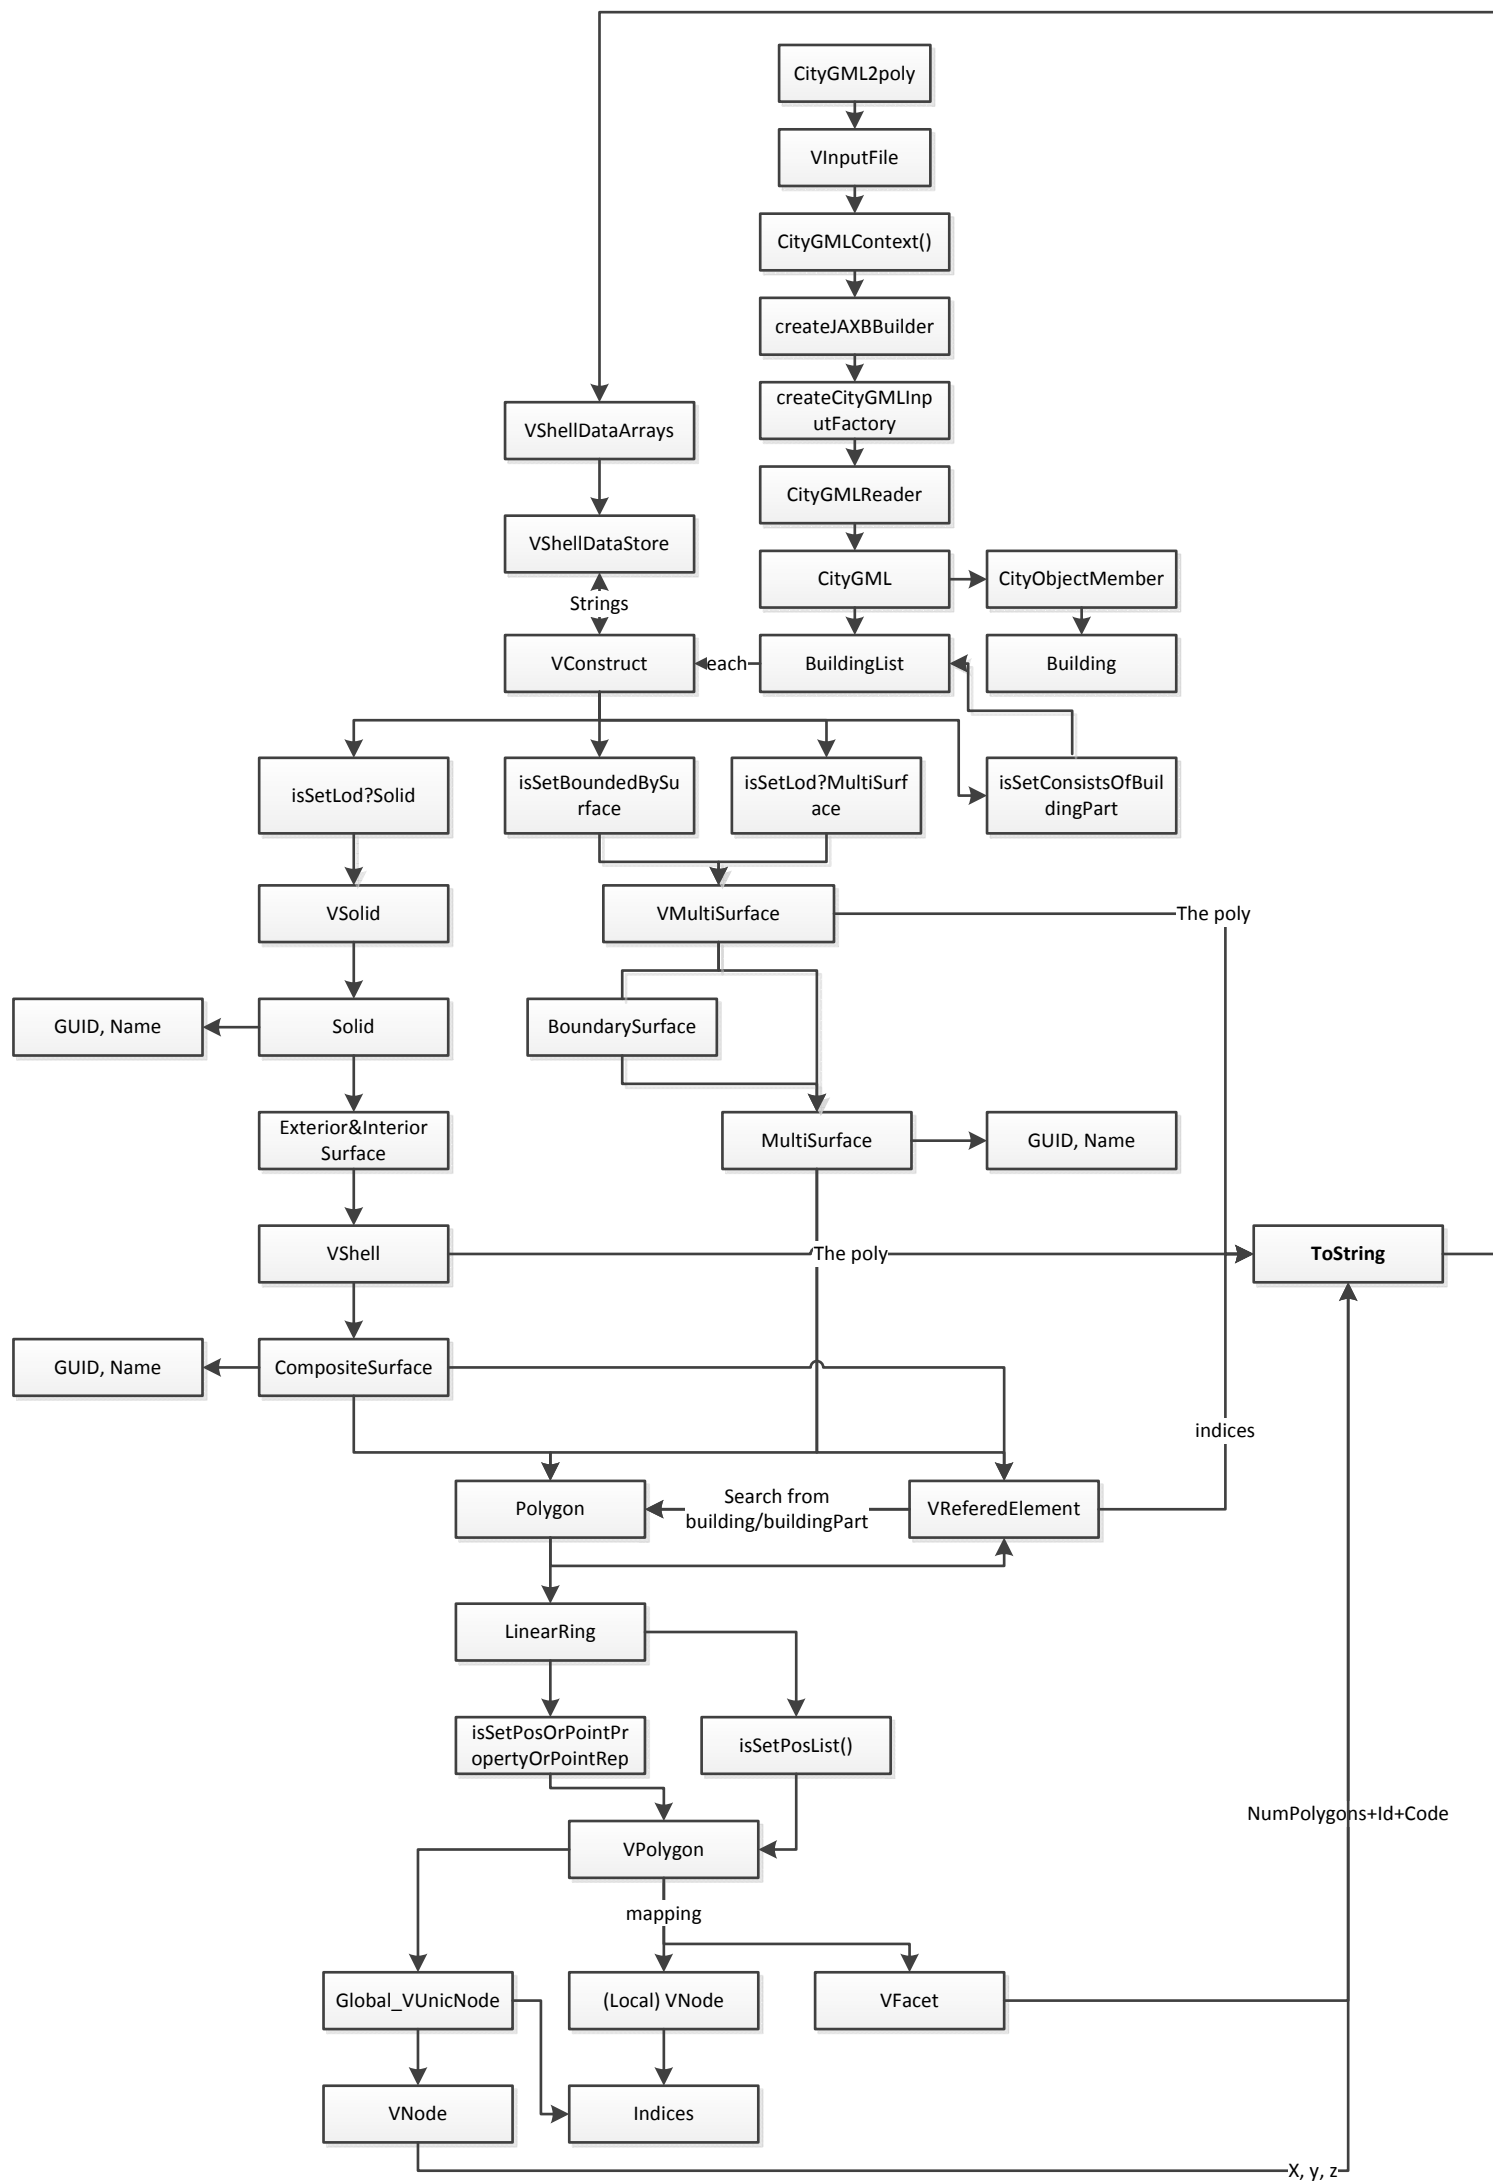 CityGML2poly
VInputFile
CityGMLContext()
createJAXBBuilder
createCityGMLInp
utFactory
VShellDataArrays
CityGMLReader
VShellDataStore
CityGML
CityObjectMember
Strings
VConstruct
each
BuildingList
Building
isSetLod?Solid
isSetBoundedBySu
rface
isSetLod?MultiSurf
ace
isSetConsistsOfBuil
dingPart
VSolid
VMultiSurface
The poly
GUID, Name
Solid
BoundarySurface
Exterior&Interior
Surface
MultiSurface
GUID, Name
VShell
The poly
ToString
GUID, Name
CompositeSurface
indices
Polygon
Search from
building/buildingPart
VReferedElement
LinearRing
isSetPosOrPointPr
opertyOrPointRep
isSetPosList()
NumPolygons+Id+Code
VPolygon
mapping
Global_VUnicNode
(Local) VNode
VFacet
VNode
Indices
X, y, z